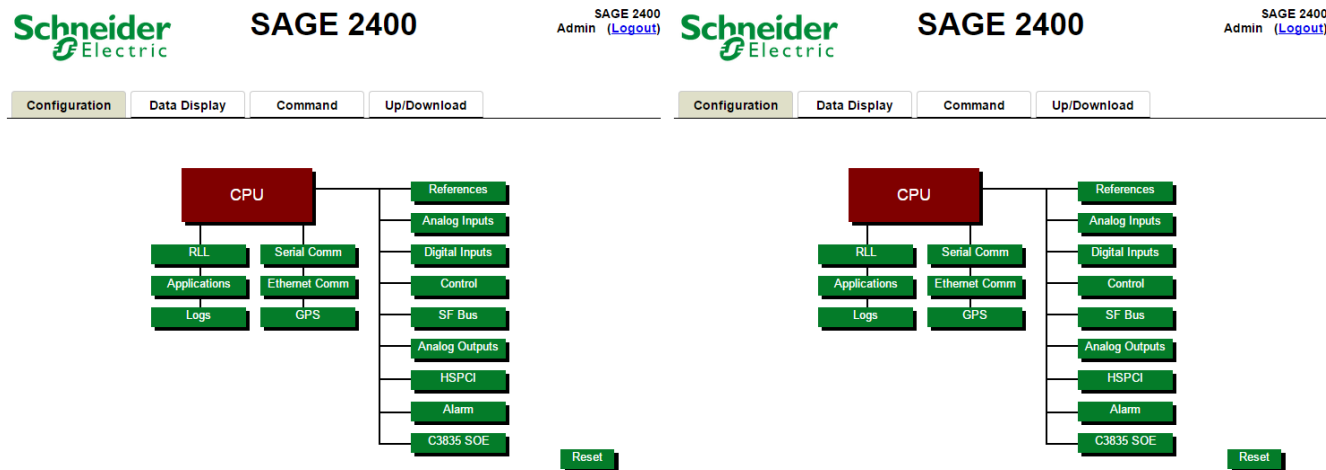 Schneider Electric SAGE 2400 SAGE 2400
Admin (Logout)
Configuration Data Display Command Up/Download
CPU
References
Analog Inputs
RLL Serial Comm Digital Inputs
Applications Ethernet Comm Control
Logs GPS SF Bus
Analog Outputs
HSPCI
Alarm
C3835 SOE
Reset
Schneider Electric SAGE 2400 SAGE 2400
Admin (Logout)
Configuration Data Display Command Up/Download
CPU
References
Analog Inputs
RLL Serial Comm Digital Inputs
Applications Ethernet Comm Control
Logs GPS SF Bus
Analog Outputs
HSPCI
Alarm
C3835 SOE
Reset